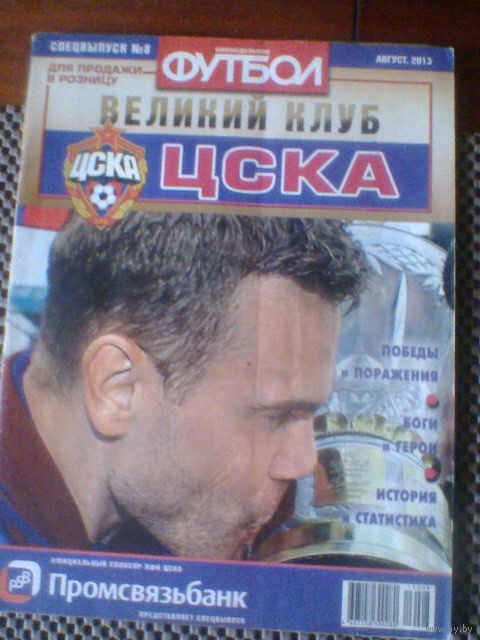 СПЕЦВЫПУСК №8
ЕЖЕНЕДЕЛЬНИК
ФУТБОЛ
АВГУСТ, 2013
ДЛЯ ПРОДАЖИ
В РОЗНИЦУ
ВЕЛИКИЙ КЛУБ
ЦСКА
ЦСКА
ПОБЕДЫ
и ПОРАЖЕНИЯ
БОГИ
и ГЕРОИ
ИСТОРИЯ
и СТАТИСТИКА
ОФИЦИАЛЬНЫЙ СПОНСОР ПФК ЦСКА
PSB Промсвязьбанк
ПРЕДСТАВЛЯЕТ СПЕЦВЫПУСК